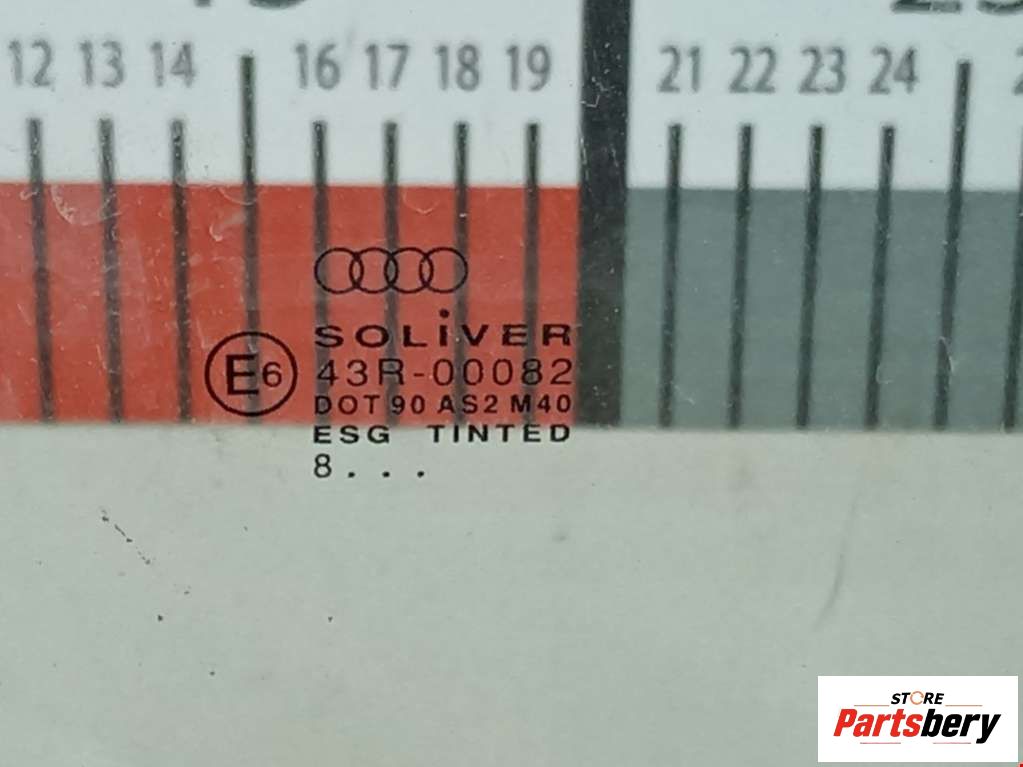 12 13 14 16 17 18 19 21 22 23 24
SOLiVER
E6 43R-00082
DOT 90 AS2 M40
ESG TINTED
8 . . .
STORE
Partsbery